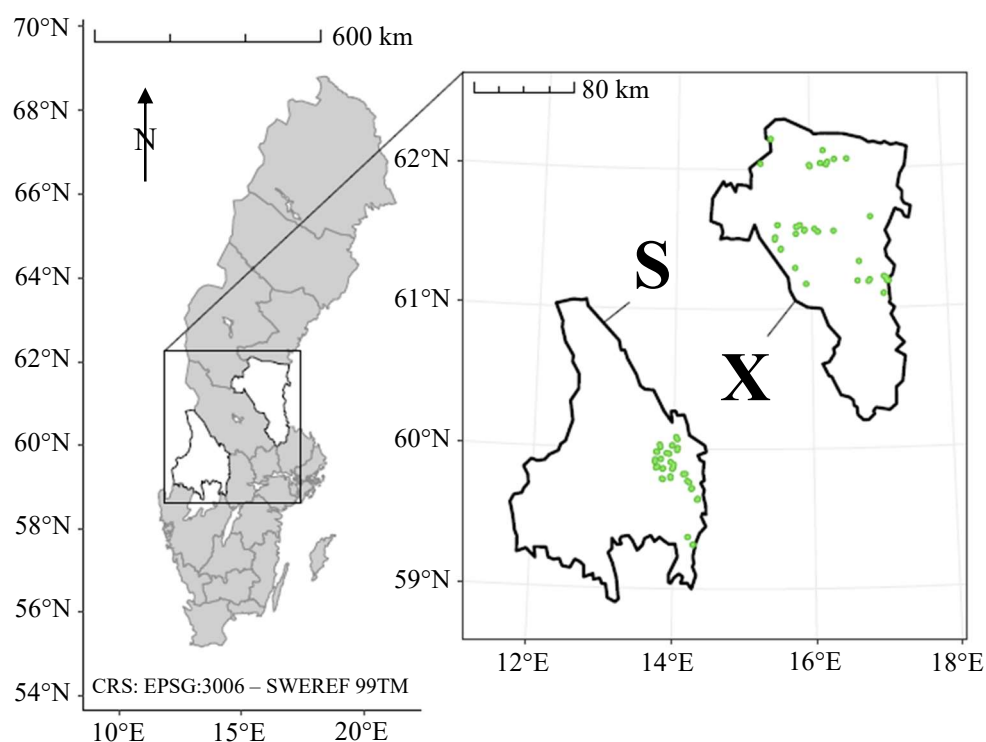 70°N
68°N
66°N
64°N
62°N
60°N
58°N
56°N
54°N
600 km
N
CRS: EPSG:3006 – SWEREF 99TM
10°E 15°E 20°E
80 km
62°N
61°N
60°N
59°N
S
X
12°E 14°E 16°E 18°E